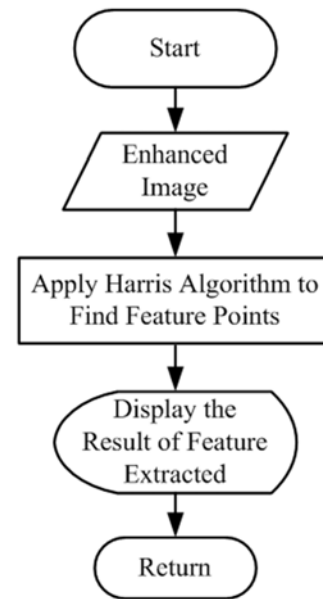 Start
Enhanced
Image
Apply Harris Algorithm to
Find Feature Points
Display the
Result of Feature
Extracted
Return